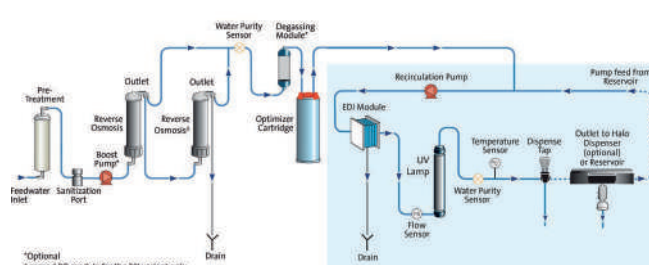 Pre-
Treatment
Feedwater
Inlet
Sanitization
Port
Boost
Pump*
Outlet
Reverse
Osmosis
Outlet
Reverse
Osmosis§
Water Purity
Sensor
Degassing
Module*
Optimizer
Cartridge
Drain
Recirculation Pump
Pump feed from
Reservoir
EDI Module
Drain
Flow
Sensor
UV
Lamp
Temperature
Sensor
Water Purity
Sensor
Dispense
Tap
Outlet to Halo
Dispenser
(optional)
or Reservoir
*Optional